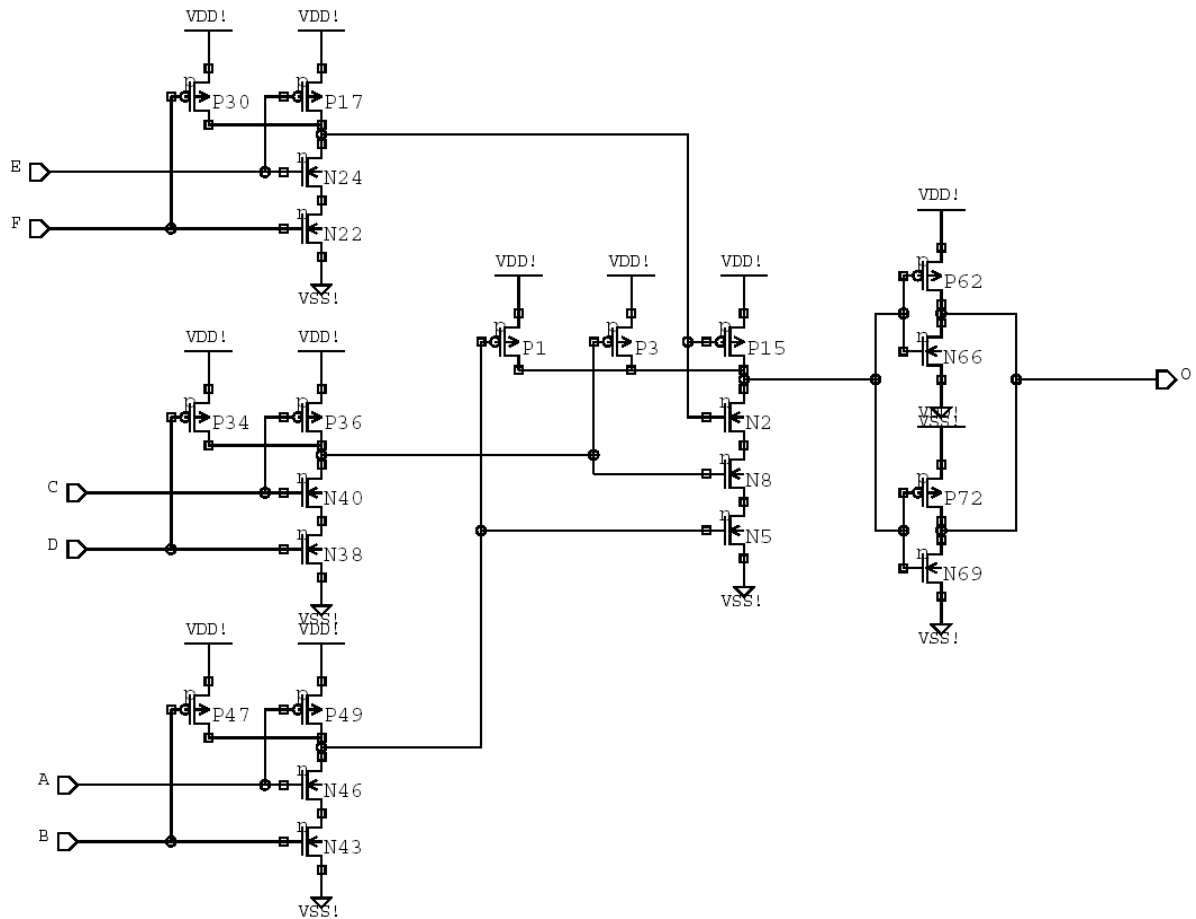 VDD! VDD!
p p
P30 P17
E n N24
F n N22
VSS!
VDD!
p P62
n N66
VSS!
VDD! VDD! VDD!
p p p
P1 P3 P15
n N2
n N8
n N5
VSS!
O
VDD!
p P72
n N69
VSS!
VDD! VDD!
p p
P34 P36
C n N40
D n N38
VSS!
VDD! VDD!
p p
P47 P49
A n N46
B n N43
VSS!